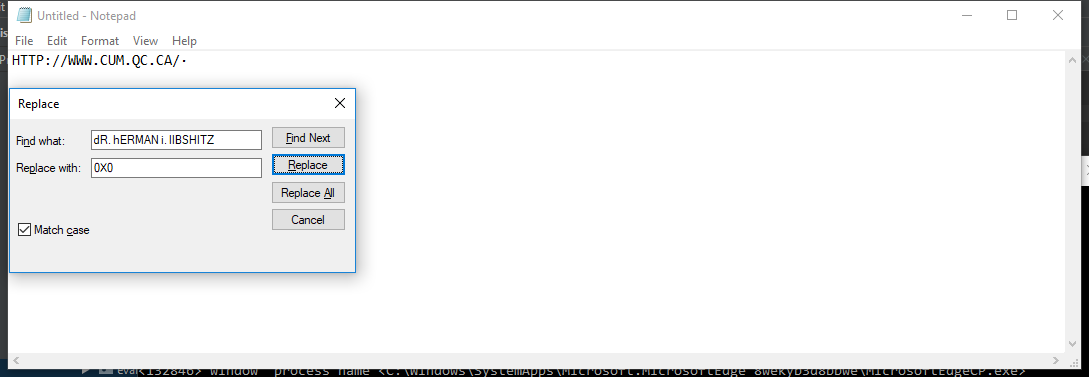 Untitled - Notepad
File Edit Format View Help
HTTP://WWW.CUM.QC.CA/·
Replace
Find what: dR. hERMAN i. lIBSHITZ Find Next
Replace with: 0X0 Replace
Replace All
Match case Cancel
eval<132846> window process name <C:\Windows\SystemApps\Microsoft.MicrosoftEdge_8wekyb3d8bbwe\MicrosoftEdgeCP.exe>